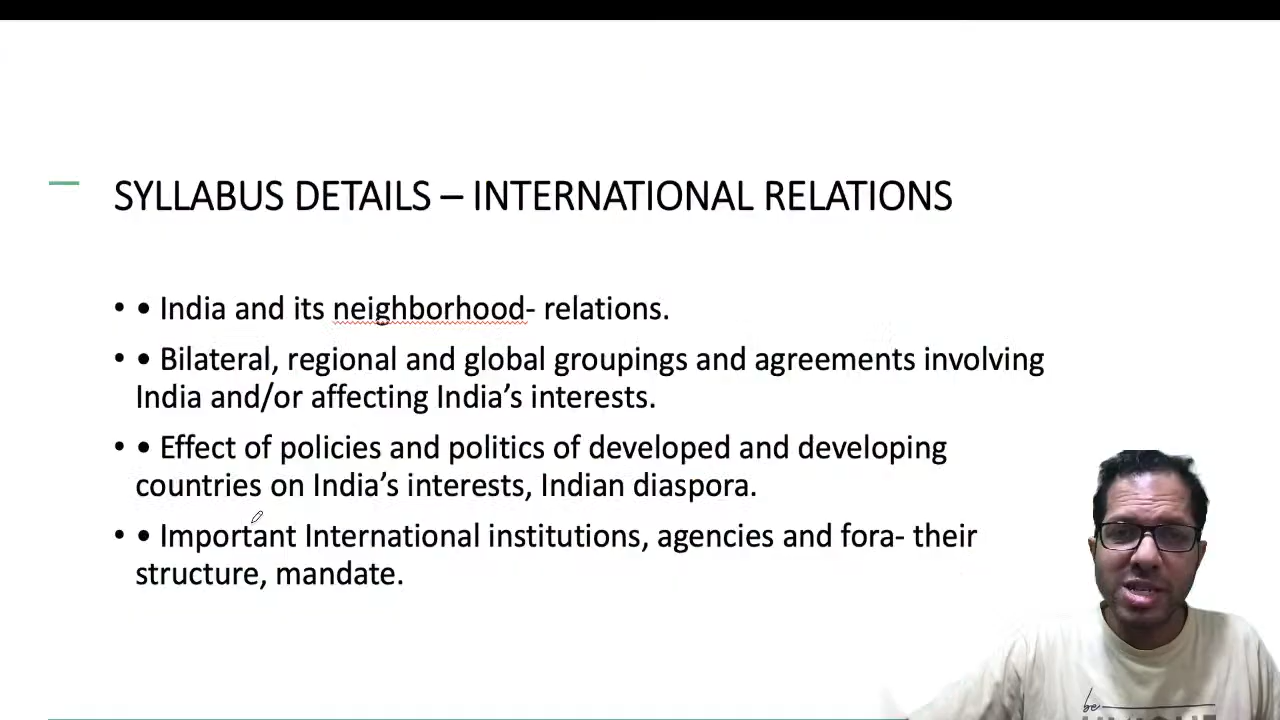 SYLLABUS DETAILS – INTERNATIONAL RELATIONS
• • India and its neighborhood- relations.
• • Bilateral, regional and global groupings and agreements involving
India and/or affecting India’s interests.
• • Effect of policies and politics of developed and developing
countries on India’s interests, Indian diaspora.
• • Important International institutions, agencies and fora- their
structure, mandate.
be